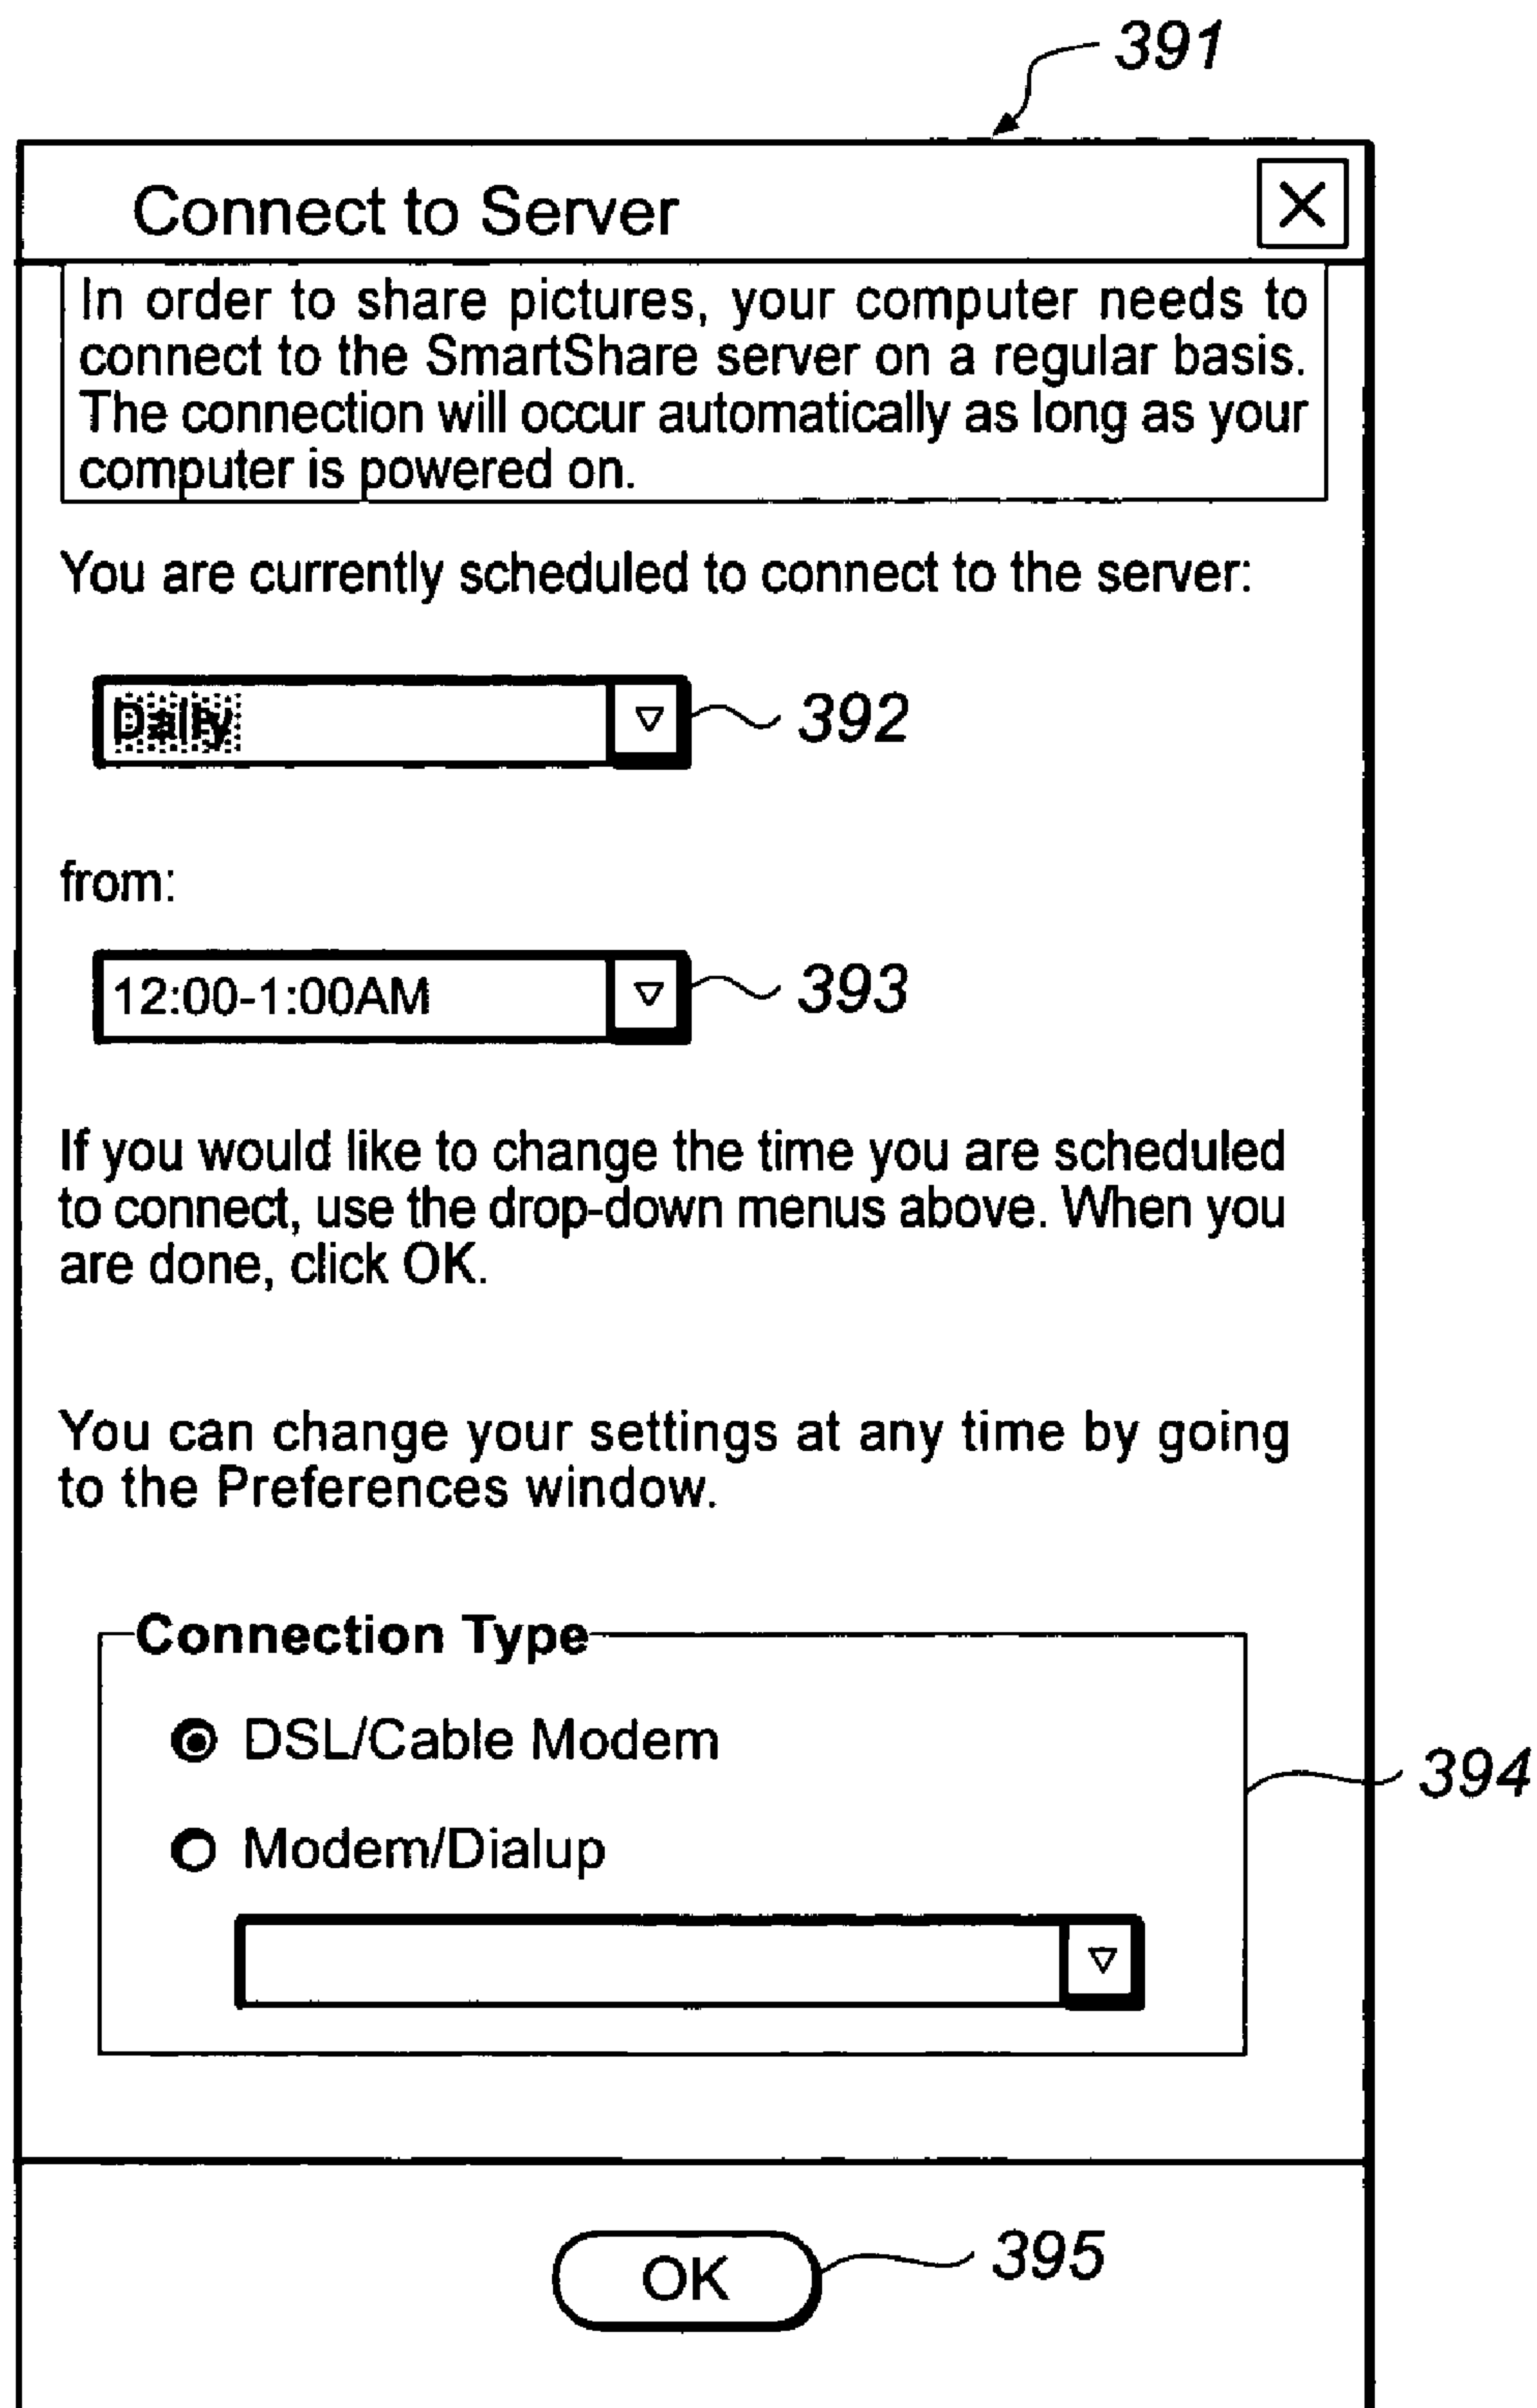 391
Connect to Server
In order to share pictures, your computer needs to
connect to the SmartShare server on a regular basis.
The connection will occur automatically as long as your
computer is powered on.
You are currently scheduled to connect to the server:
Daily
392
from:
12:00-1:00AM
393
If you would like to change the time you are scheduled
to connect, use the drop-down menus above. When you
are done, click OK.
You can change your settings at any time by going
to the Preferences window.
Connection Type
DSL/Cable Modem
394
Modem/Dialup
OK
395